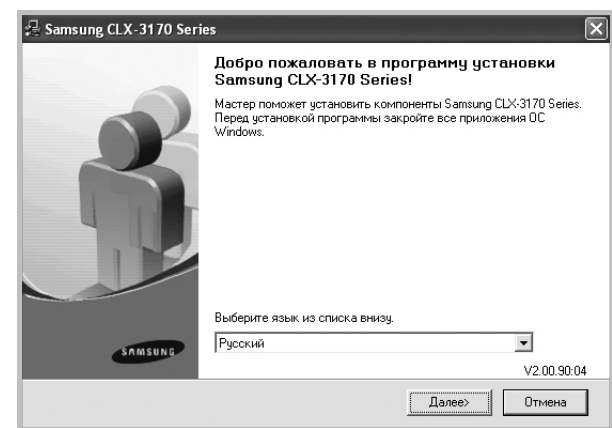 Samsung CLX-3170 Series
Добро пожаловать в программу установки
Samsung CLX-3170 Series!
Мастер поможет установить компоненты Samsung CLX-3170 Series.
Перед установкой программы закройте все приложения ОС
Windows.
Выберите язык из списка внизу.
Русский
SAMSUNG
V2.00.90:04
Далее>
Отмена